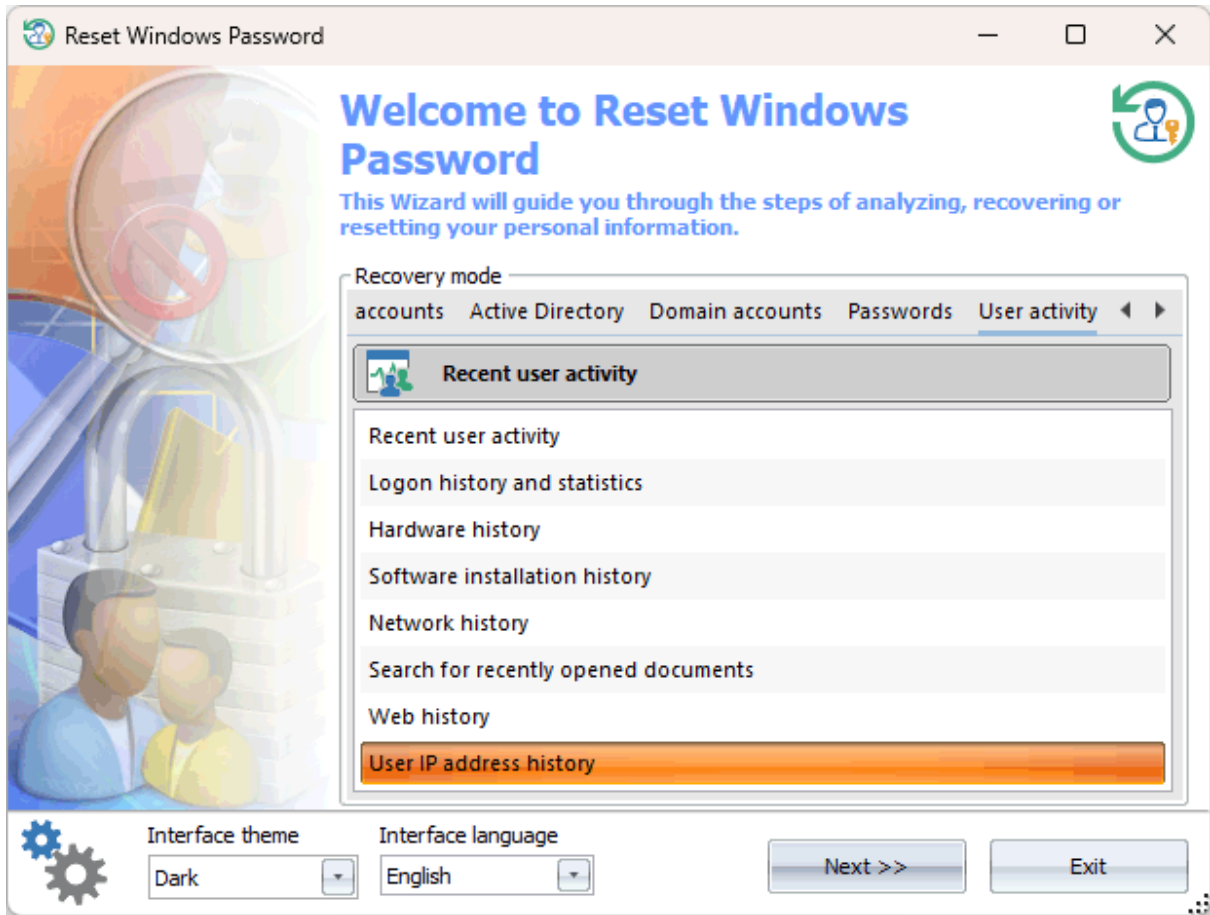 Reset Windows Password
Welcome to Reset Windows
Password
This Wizard will guide you through the steps of analyzing, recovering or
resetting your personal information.
Recovery mode
accounts Active Directory Domain accounts Passwords User activity
Recent user activity
Recent user activity
Logon history and statistics
Hardware history
Software installation history
Network history
Search for recently opened documents
Web history
User IP address history
Interface theme Interface language
Dark English Next >> Exit